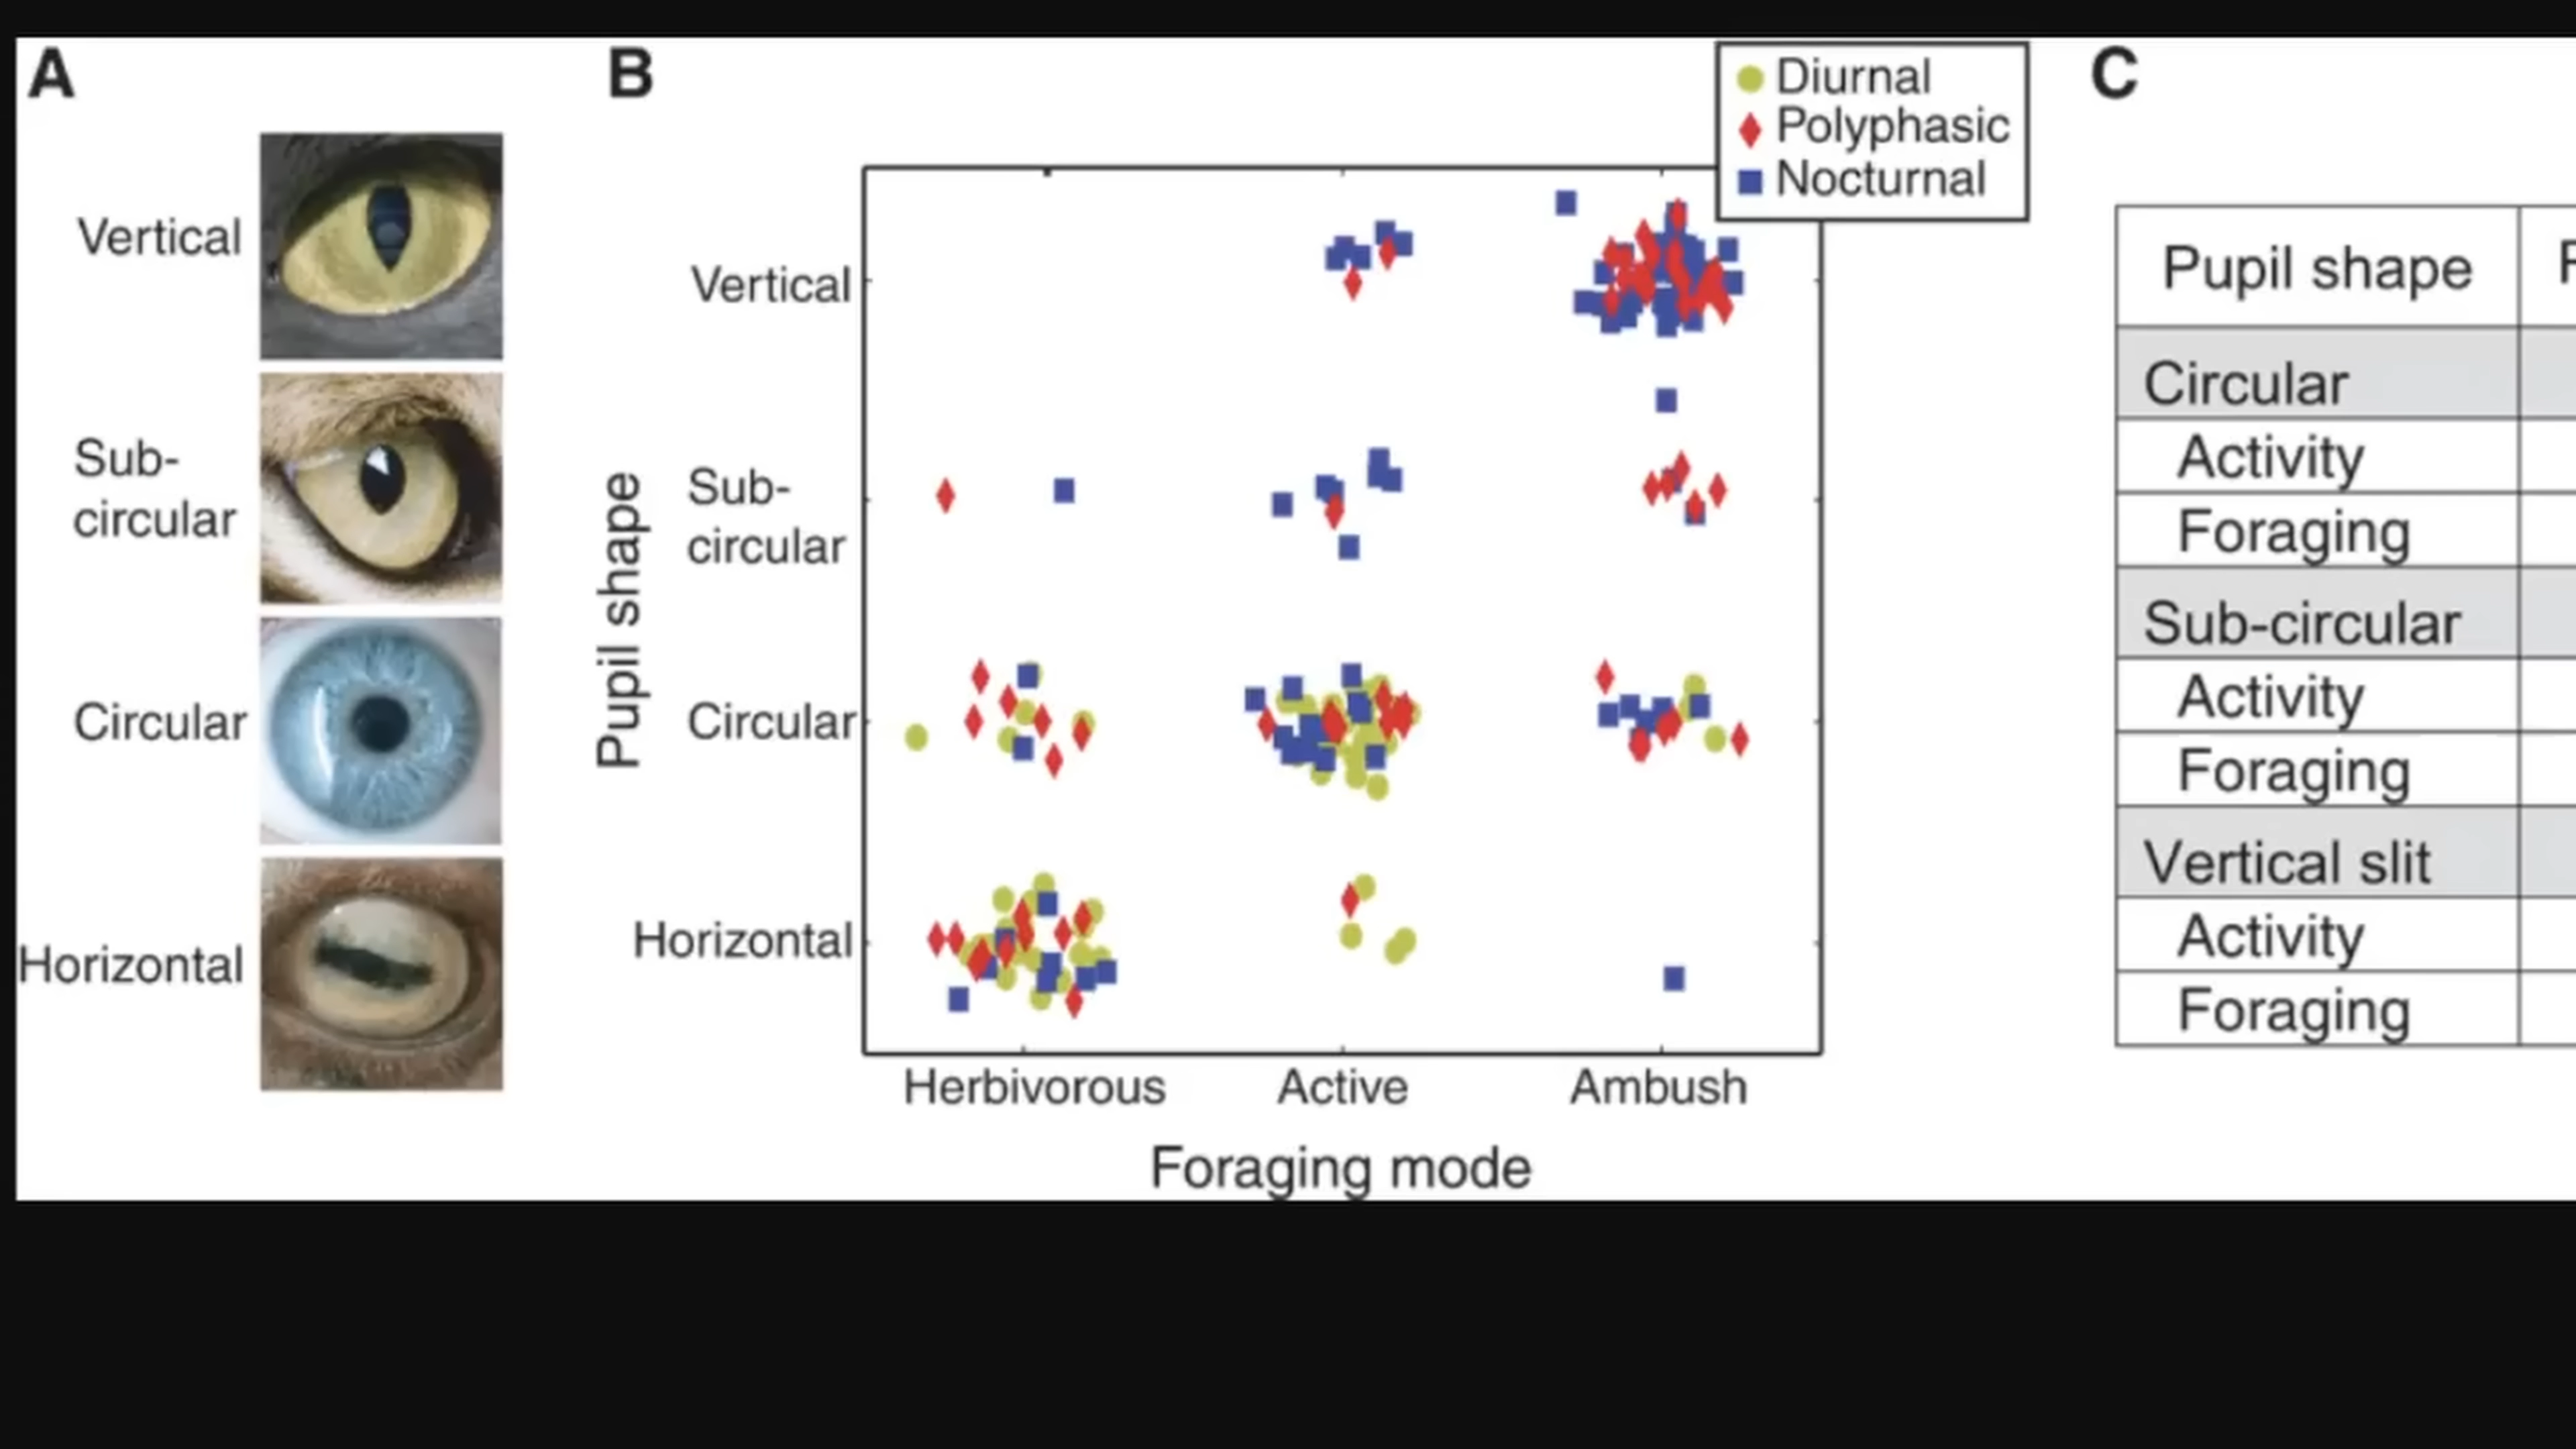 A
Vertical
Sub-
circular
Circular
Horizontal
B
Diurnal
Polyphasic
Nocturnal
Pupil shape
Vertical
Sub-
circular
Circular
Horizontal
Herbivorous
Active
Ambush
Foraging mode
C
Pupil shape
Circular
Activity
Foraging
Sub-circular
Activity
Foraging
Vertical slit
Activity
Foraging